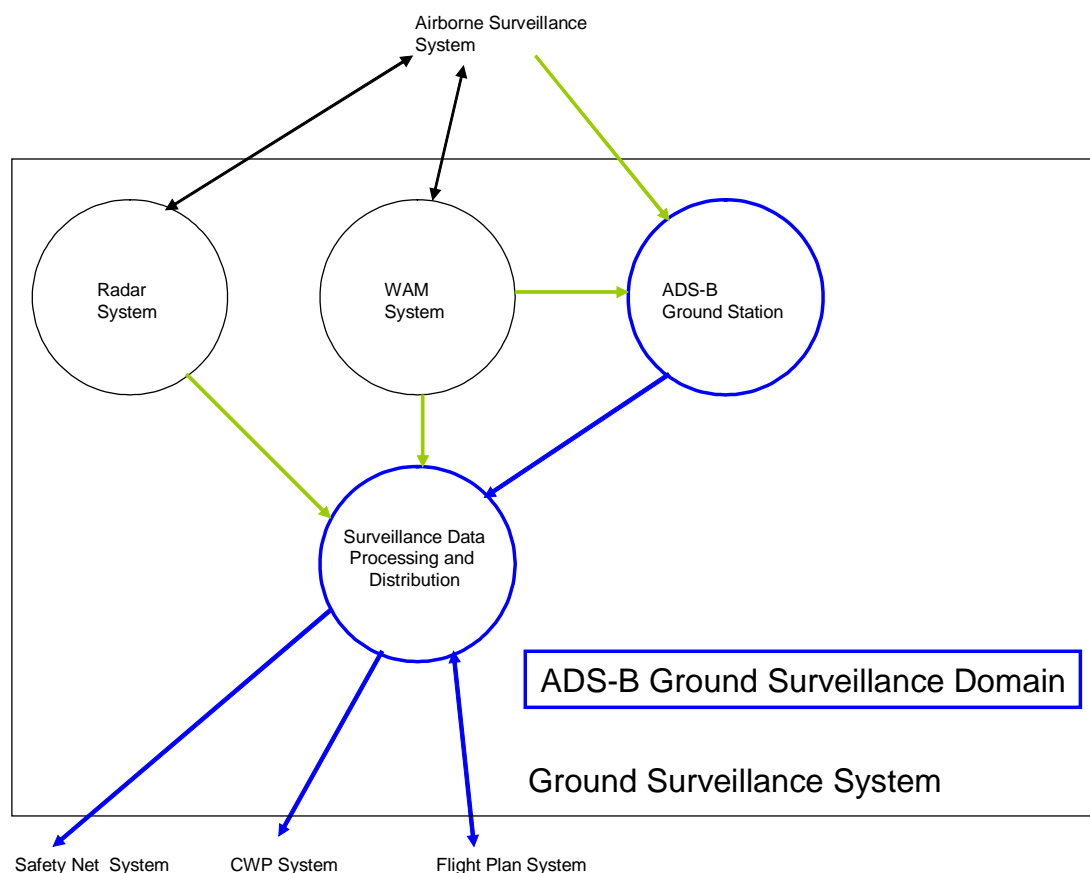 Airborne Surveillance
System
Radar
System
WAM
System
ADS-B
Ground Station
Surveillance Data
Processing and
Distribution
ADS-B Ground Surveillance Domain
Ground Surveillance System
Safety Net System
CWP System
Flight Plan System